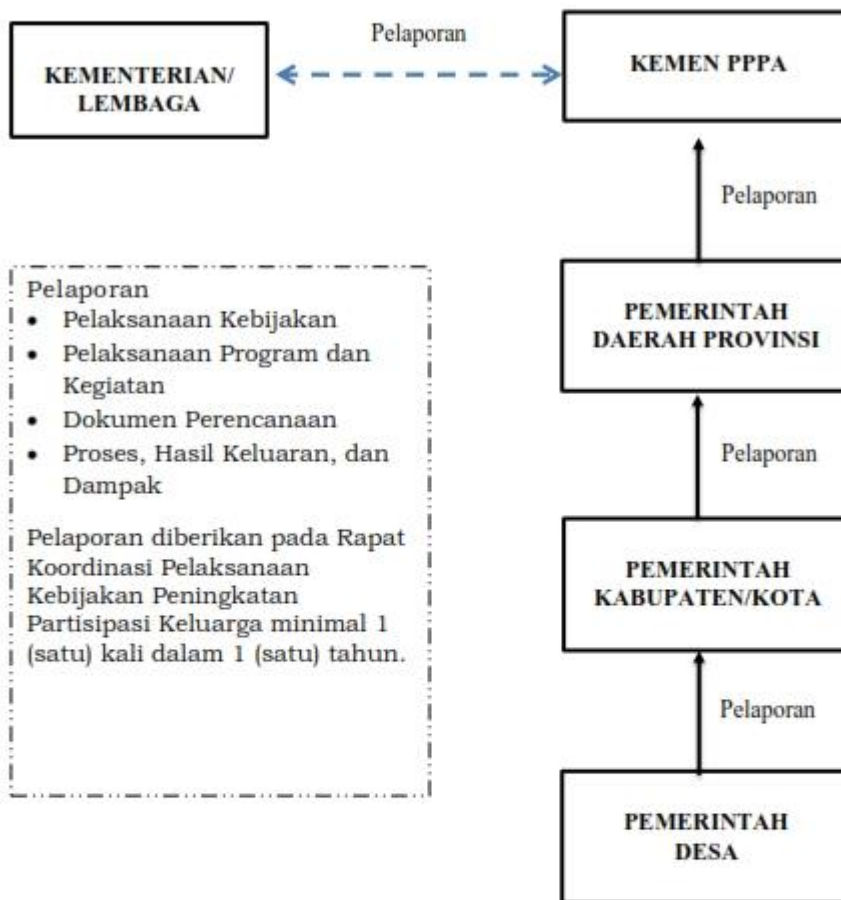 Pelaporan
KEMENTERIAN/
LEMBAGA
KEMEN PPPA
Pelaporan
PEMERINTAH
DAERAH PROVINSI
Pelaporan
• Pelaksanaan Kebijakan
• Pelaksanaan Program dan
Kegiatan
• Dokumen Perencanaan
• Proses, Hasil Keluaran, dan
Dampak
Pelaporan diberikan pada Rapat
Koordinasi Pelaksanaan
Kebijakan Peningkatan
Partisipasi Keluarga minimal 1
(satu) kali dalam 1 (satu) tahun.
Pelaporan
PEMERINTAH
KABUPATEN/KOTA
Pelaporan
PEMERINTAH
DESA